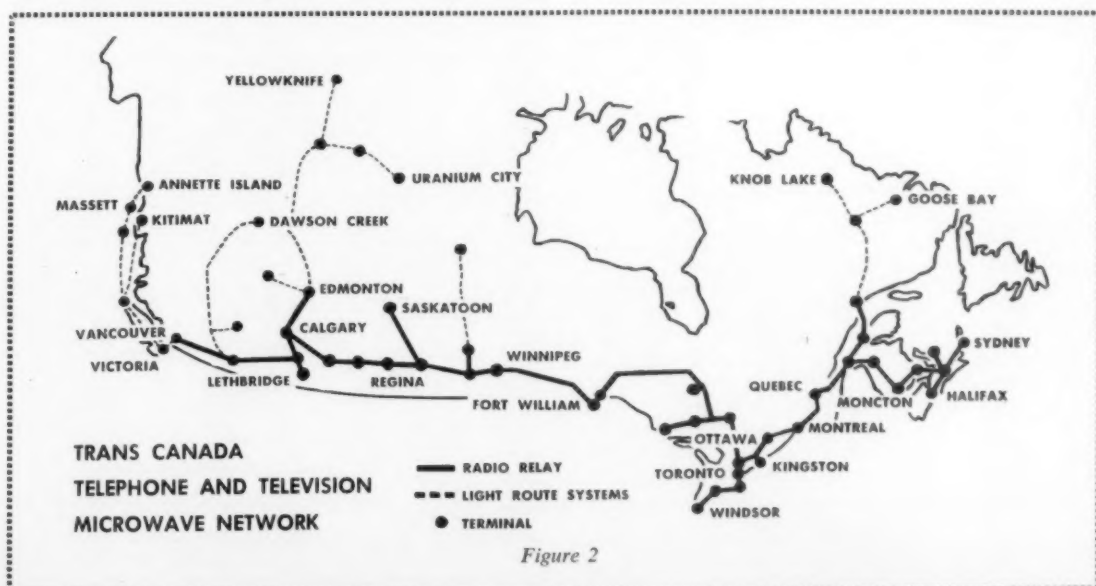 YELLOWKNIFE
URANIUM CITY
KNOB LAKE
GOOSE BAY
ANNETTE ISLAND
MASSETT
KITIMAT
DAWSON CREEK
EDMONTON
SASKATOON
VANCOUVER
CALGARY
SYDNEY
VICTORIA
WINNIPEG
LETHBRIDGE
REGINA
QUEBEC
FORT WILLIAM
MONCTON
HALIFAX
OTTAWA
MONTREAL
TORONTO
KINGSTON
WINDSOR
TRANS CANADA
TELEPHONE AND TELEVISION
MICROWAVE NETWORK
RADIO RELAY
LIGHT ROUTE SYSTEMS
TERMINAL
Figure 2